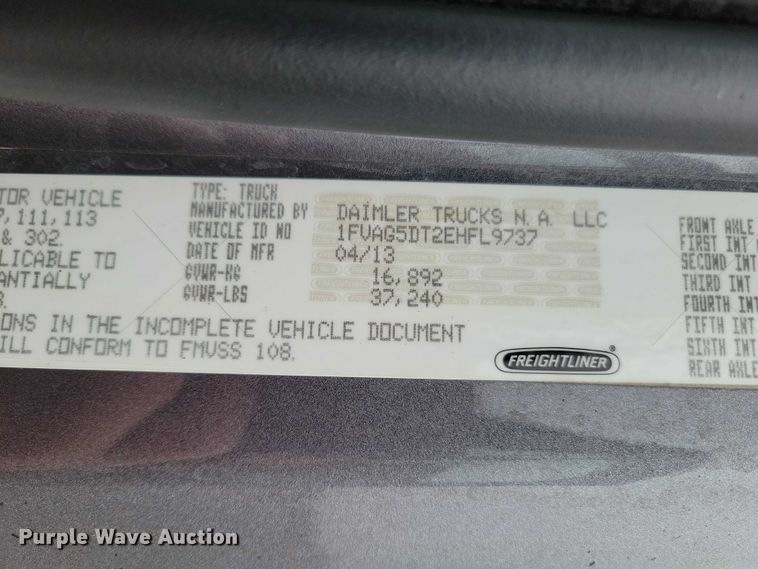 TOR VEHICLE
7, 111, 113
& 302.
PLICABLE TO
ANTIALLY
TYPE: TRUCK
MANUFACTURED BY DAIMLER TRUCKS N.A. LLC
VEHICLE ID NO 1FVAG5DT2EHFL9737
DATE OF MFR 04/13
GVWR-KG 16,892
GVWR-LBS 37,240
IONS IN THE INCOMPLETE VEHICLE DOCUMENT
ILL CONFORM TO FMVSS 108.
FREIGHTLINER®
FRONT AXLE
FIRST INT
SECOND INT
THIRD INT
FOURTH INT
FIFTH INT
SIXTH INT
REAR AXLE
Purple Wave Auction